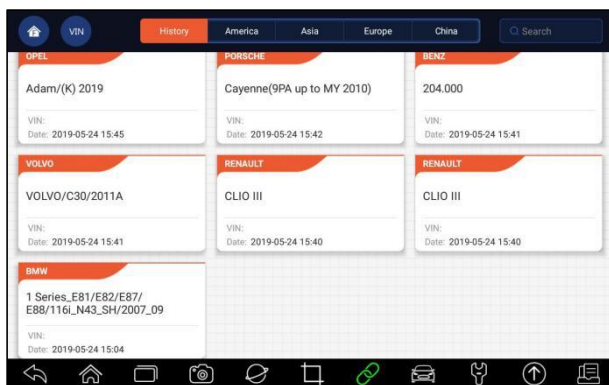 VIN
History
America
Asia
Europe
China
Search
OPEL
PORSCHE
BENZ
Adam/(K) 2019
Cayenne(9PA up to MY 2010)
204.000
VIN:
VIN:
VIN:
Date: 2019-05-24 15:45
Date: 2019-05-24 15:42
Date: 2019-05-24 15:41
VOLVO
RENAULT
RENAULT
VOLVO/C30/2011A
CLIO III
CLIO III
VIN:
VIN:
VIN:
Date: 2019-05-24 15:41
Date: 2019-05-24 15:40
Date: 2019-05-24 15:40
BMW
1 Series_E81/E82/E87/
E88/116i_N43_SH/2007_09
VIN:
Date: 2019-05-24 15:04